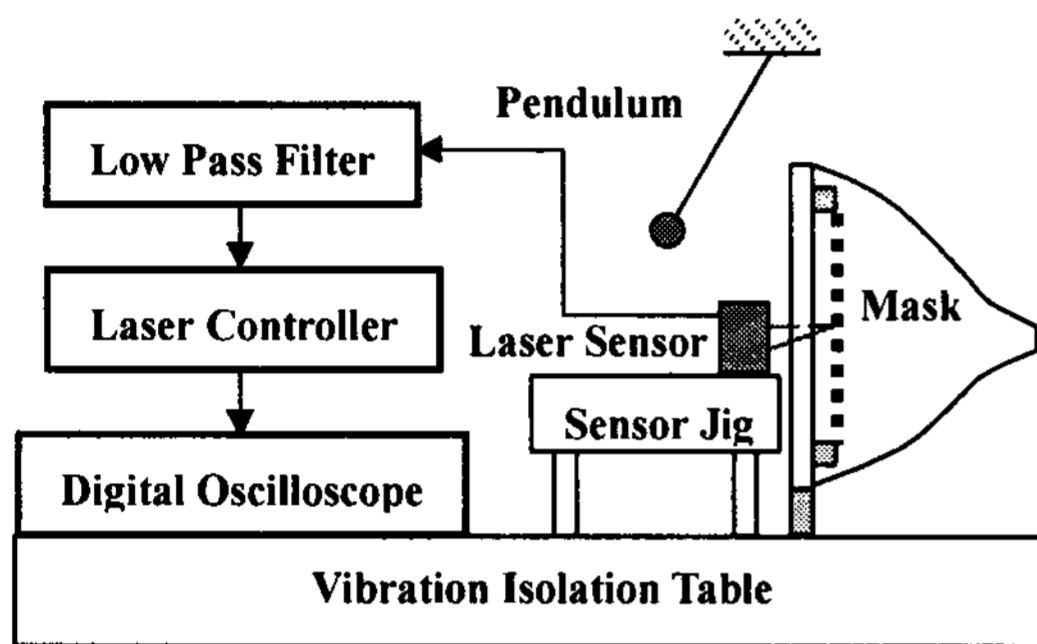 Pendulum
Low Pass Filter
Laser Controller
Mask
Laser Sensor
Sensor Jig
Digital Oscilloscope
Vibration Isolation Table